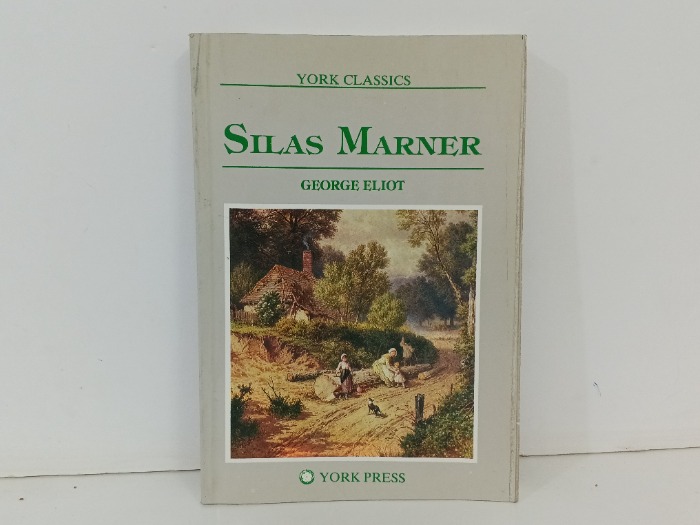 YORK CLASSICS
SILAS MARNER
GEORGE ELIOT
YORK PRESS